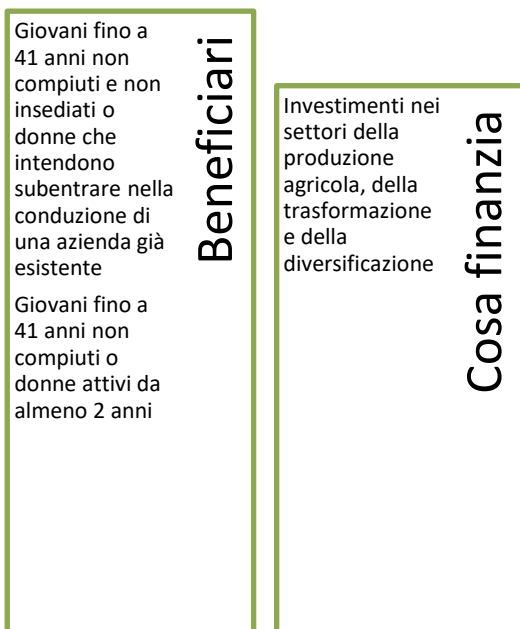 Giovani fino a
41 anni non
compiuti e non
insediati o
donne che
intendono
subentrare nella
conduzione di
una azienda già
esistente
Giovani fino a
41 anni non
compiuti o
donne attivi da
almeno 2 anni
Beneficiari
Investimenti nei
settori della
produzione
agricola, della
trasformazione
e della
diversificazione
Cosa finanzia